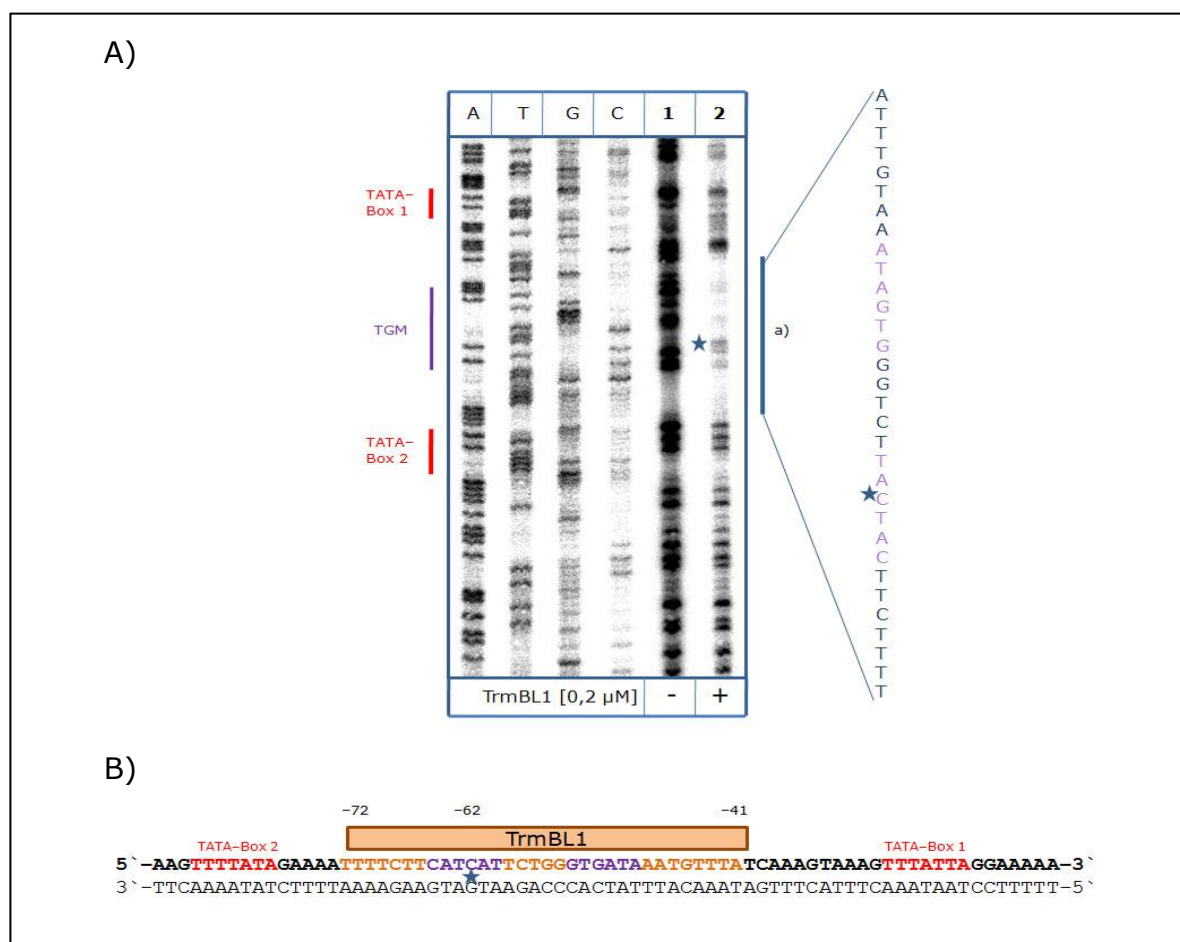 A)
A T G C 1 2
TATA-
Box 1
TGM
TATA-
Box 2
a)
TrmBL1 [0,2 µM] - +
A
T
T
T
G
T
A
A
A
T
A
G
T
G
G
G
T
C
T
T
A
C
T
A
C
T
T
C
T
T
T
T
B)
-72 -62 -41
TrmBL1
TATA-Box 2 TATA-Box 1
5`-AAGTTTTATAGAAAATTTTCTTCATCATTCTGGGTGATAAATGTTTATCAAAGTAAAGTTTATTAGGAAAAA-3`
3`-TTCAAAATATCTTTTAAAAGAAGTAGTAAGACCCACTATTTACAAATAGTTTCATTTCAAATAATCCTTTTT-5`